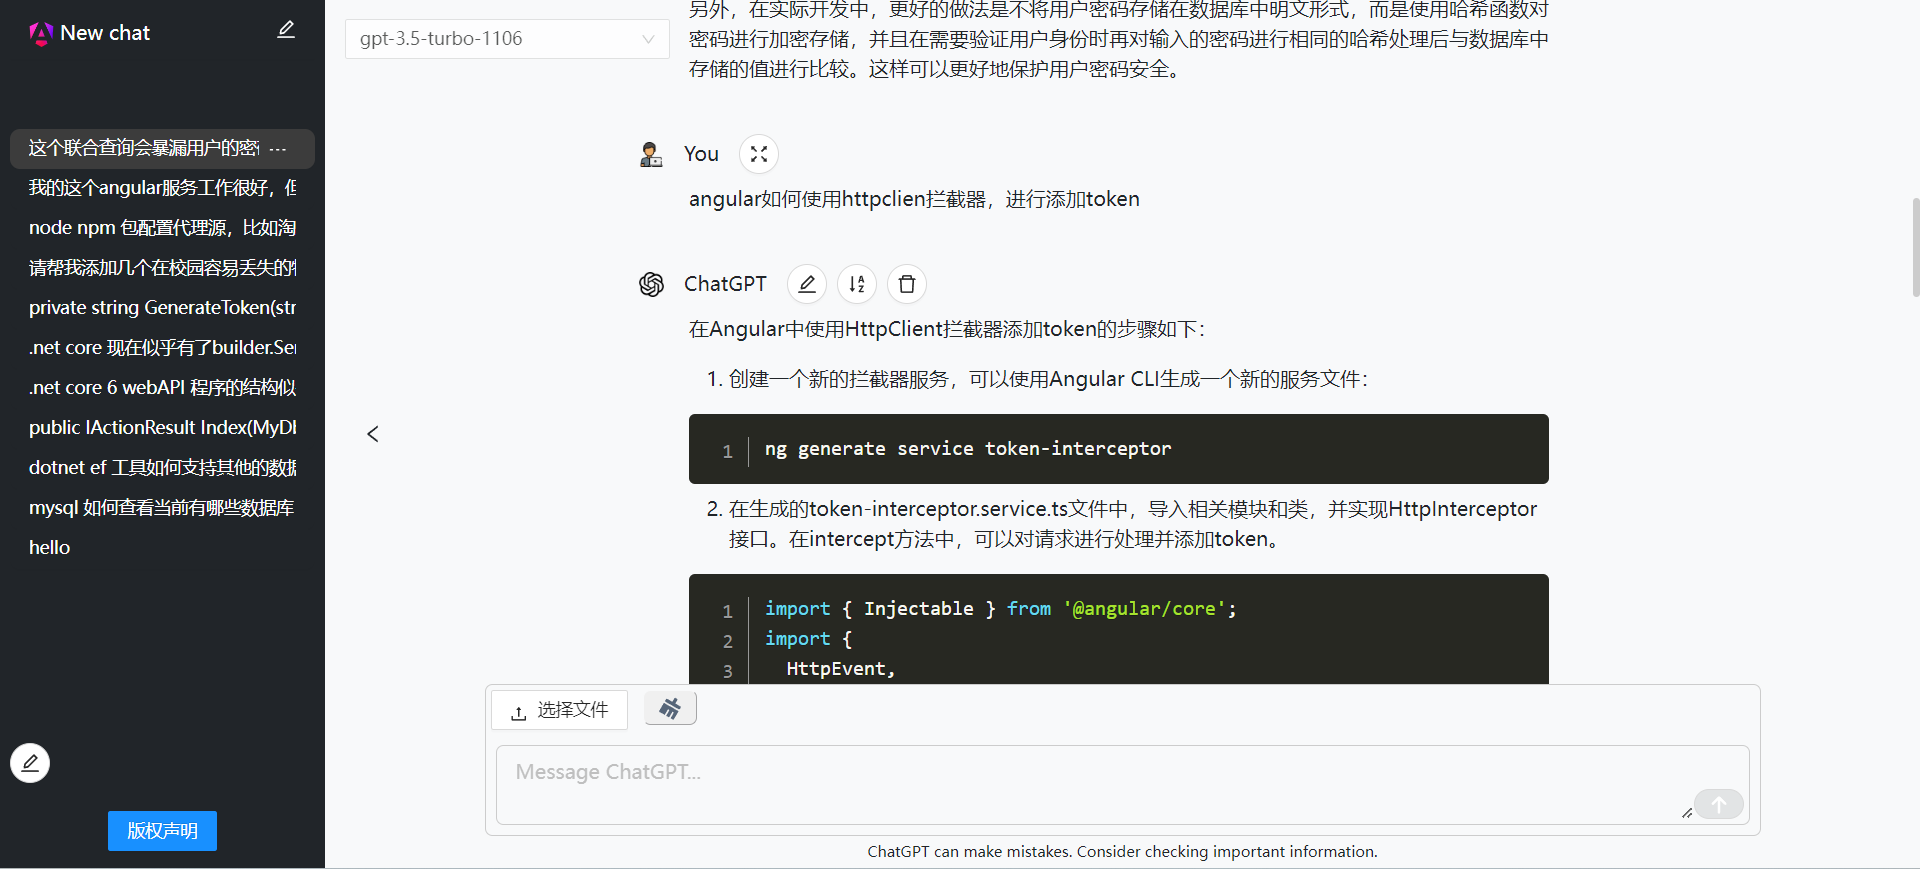 New chat
这个联合查询会暴漏用户的密 ...
我的这个angular服务工作很好，但
node npm 包配置代理源，比如淘
请帮我添加几个在校园容易丢失的
private string GenerateToken(str
.net core 现在似乎有了builder.Ser
.net core 6 webAPI 程序的结构似
public IActionResult Index(MyDb
dotnet ef 工具如何支持其他的数据
mysql 如何查看当前有哪些数据库
hello
版权声明
gpt-3.5-turbo-1106
另外，在实际开发中，更好的做法是不将用户密码存储在数据库中明文形式，而是使用哈希函数对
密码进行加密存储，并且在需要验证用户身份时再对输入的密码进行相同的哈希处理后与数据库中
存储的值进行比较。这样可以更好地保护用户密码安全。
You
angular如何使用httpclien拦截器，进行添加token
ChatGPT
在Angular中使用HttpClient拦截器添加token的步骤如下：
1. 创建一个新的拦截器服务，可以使用Angular CLI生成一个新的服务文件：
1 ng generate service token-interceptor
2. 在生成的token-interceptor.service.ts文件中，导入相关模块和类，并实现HttpInterceptor
接口。在intercept方法中，可以对请求进行处理并添加token。
1 import { Injectable } from '@angular/core';
2 import {
3 HttpEvent,
选择文件
Message ChatGPT...
ChatGPT can make mistakes. Consider checking important information.